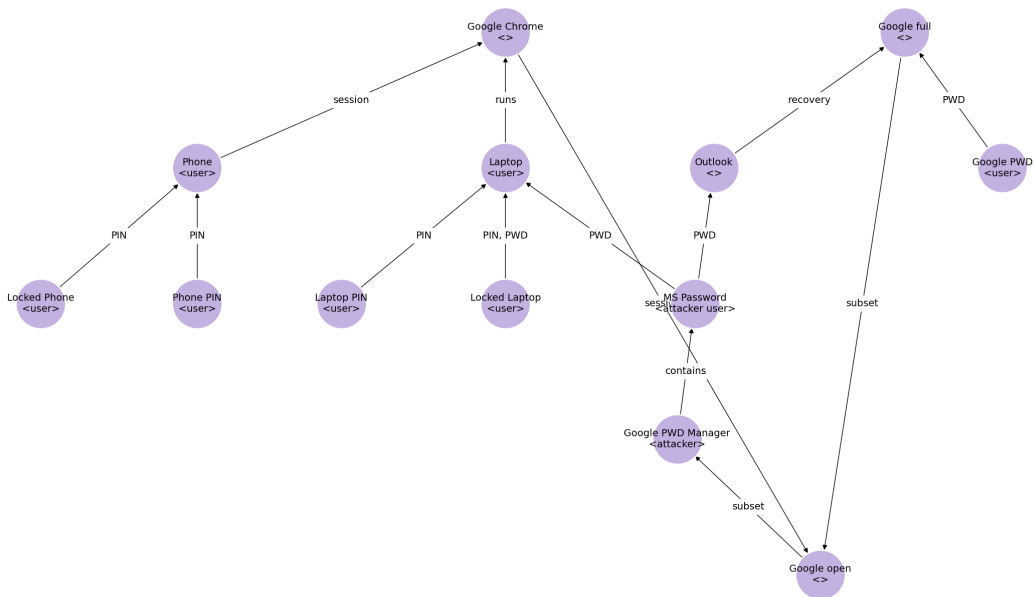 Google Chrome
<>
Google full
<>
session
runs
recovery
PWD
Phone
<user>
Laptop
<user>
Outlook
<>
Google PWD
<user>
PIN
PIN
PIN
PIN, PWD
PWD
PWD
Locked Phone
<user>
Phone PIN
<user>
Laptop PIN
<user>
Locked Laptop
<user>
MS Password
<attacker user>
subset
contains
Google PWD Manager
<attacker>
subset
Google open
<>